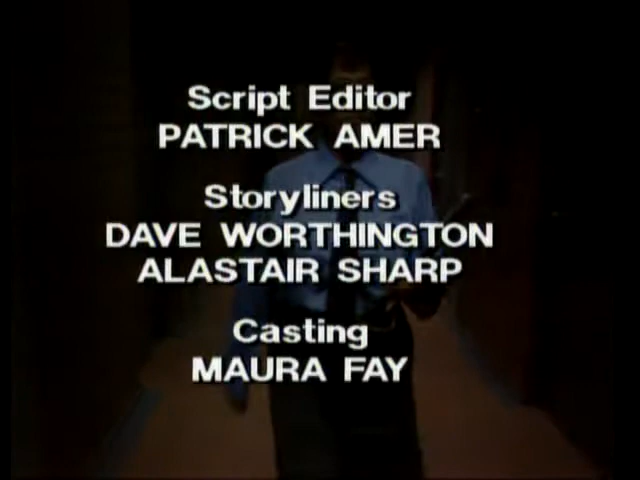 Script Editor
PATRICK AMER
Storyliners
DAVE WORTHINGTON
ALASTAIR SHARP
Casting
MAURA FAY